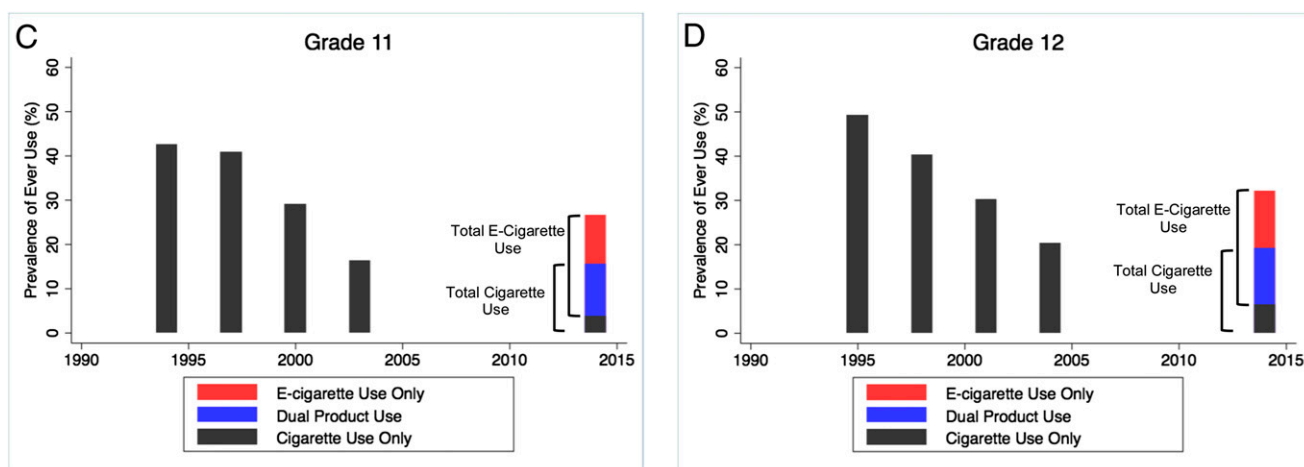 C
Grade 11
Prevalence of Ever Use (%)
60
50
40
30
20
10
0
Total E-Cigarette
Use
Total Cigarette
Use
1990 1995 2000 2005 2010 2015
E-cigarette Use Only
Dual Product Use
Cigarette Use Only
D
Grade 12
Prevalence of Ever Use (%)
60
50
40
30
20
10
0
Total E-Cigarette
Use
Total Cigarette
Use
1990 1995 2000 2005 2010 2015
E-cigarette Use Only
Dual Product Use
Cigarette Use Only